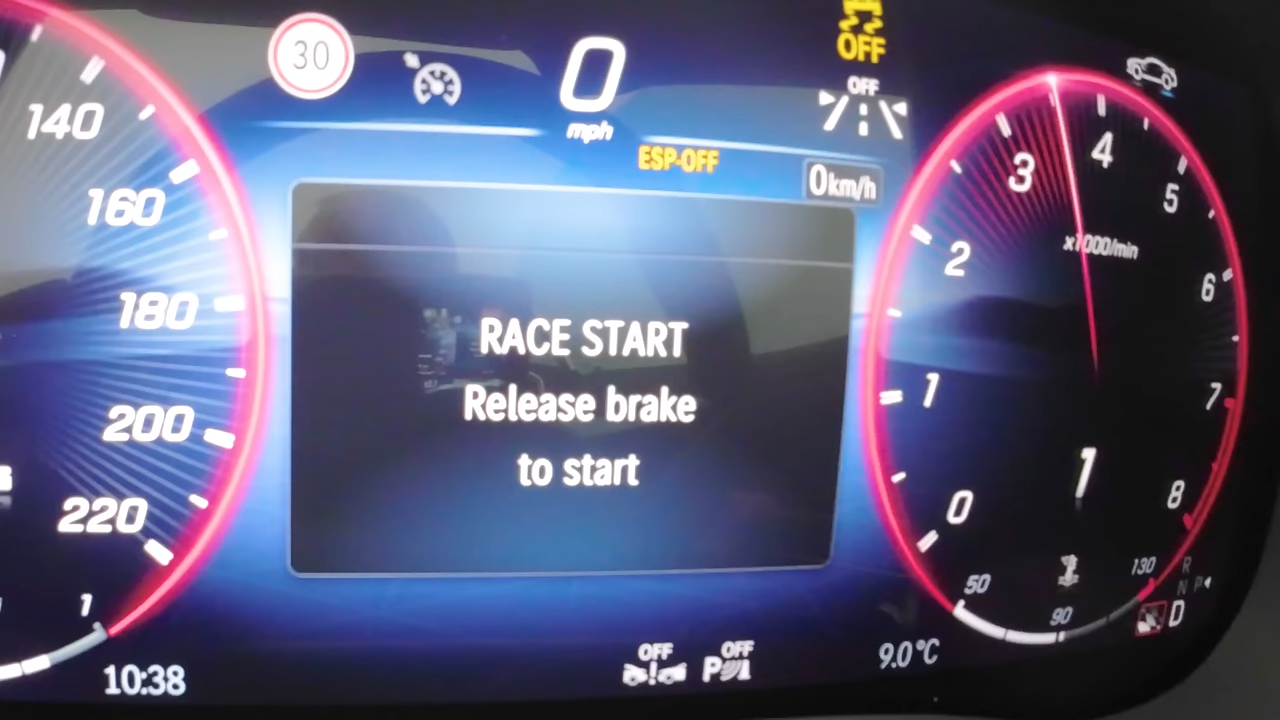 140
160
180
200
220
1
10:38
30
0
mph
OFF
OFF
ESP-OFF
0km/h
RACE START
Release brake
to start
OFF
OFF
P
9.0°C
0
1
2
3
4
5
6
7
8
x1000/min
1
50
90
130
R
N P
D